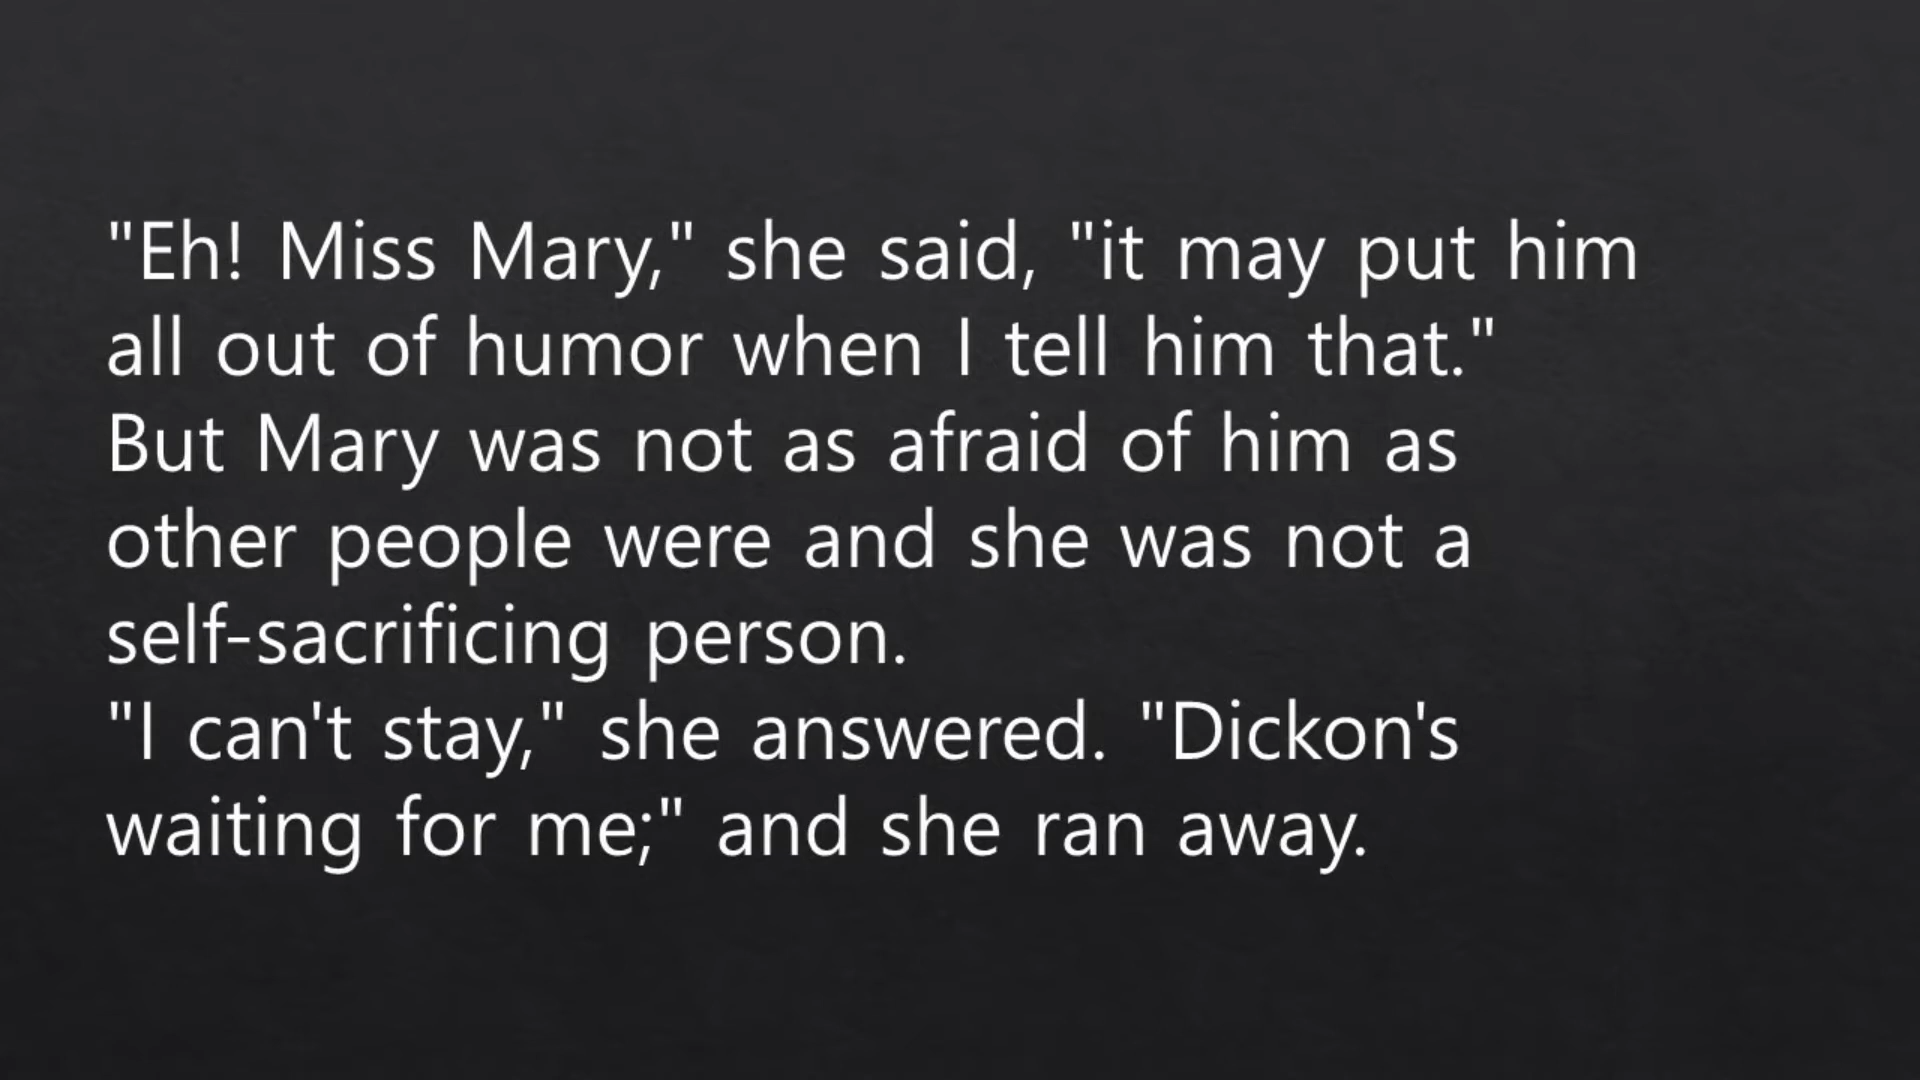 "Eh! Miss Mary," she said, "it may put him
all out of humor when I tell him that."
But Mary was not as afraid of him as
other people were and she was not a
self-sacrificing person.
"I can't stay," she answered. "Dickon's
waiting for me;" and she ran away.